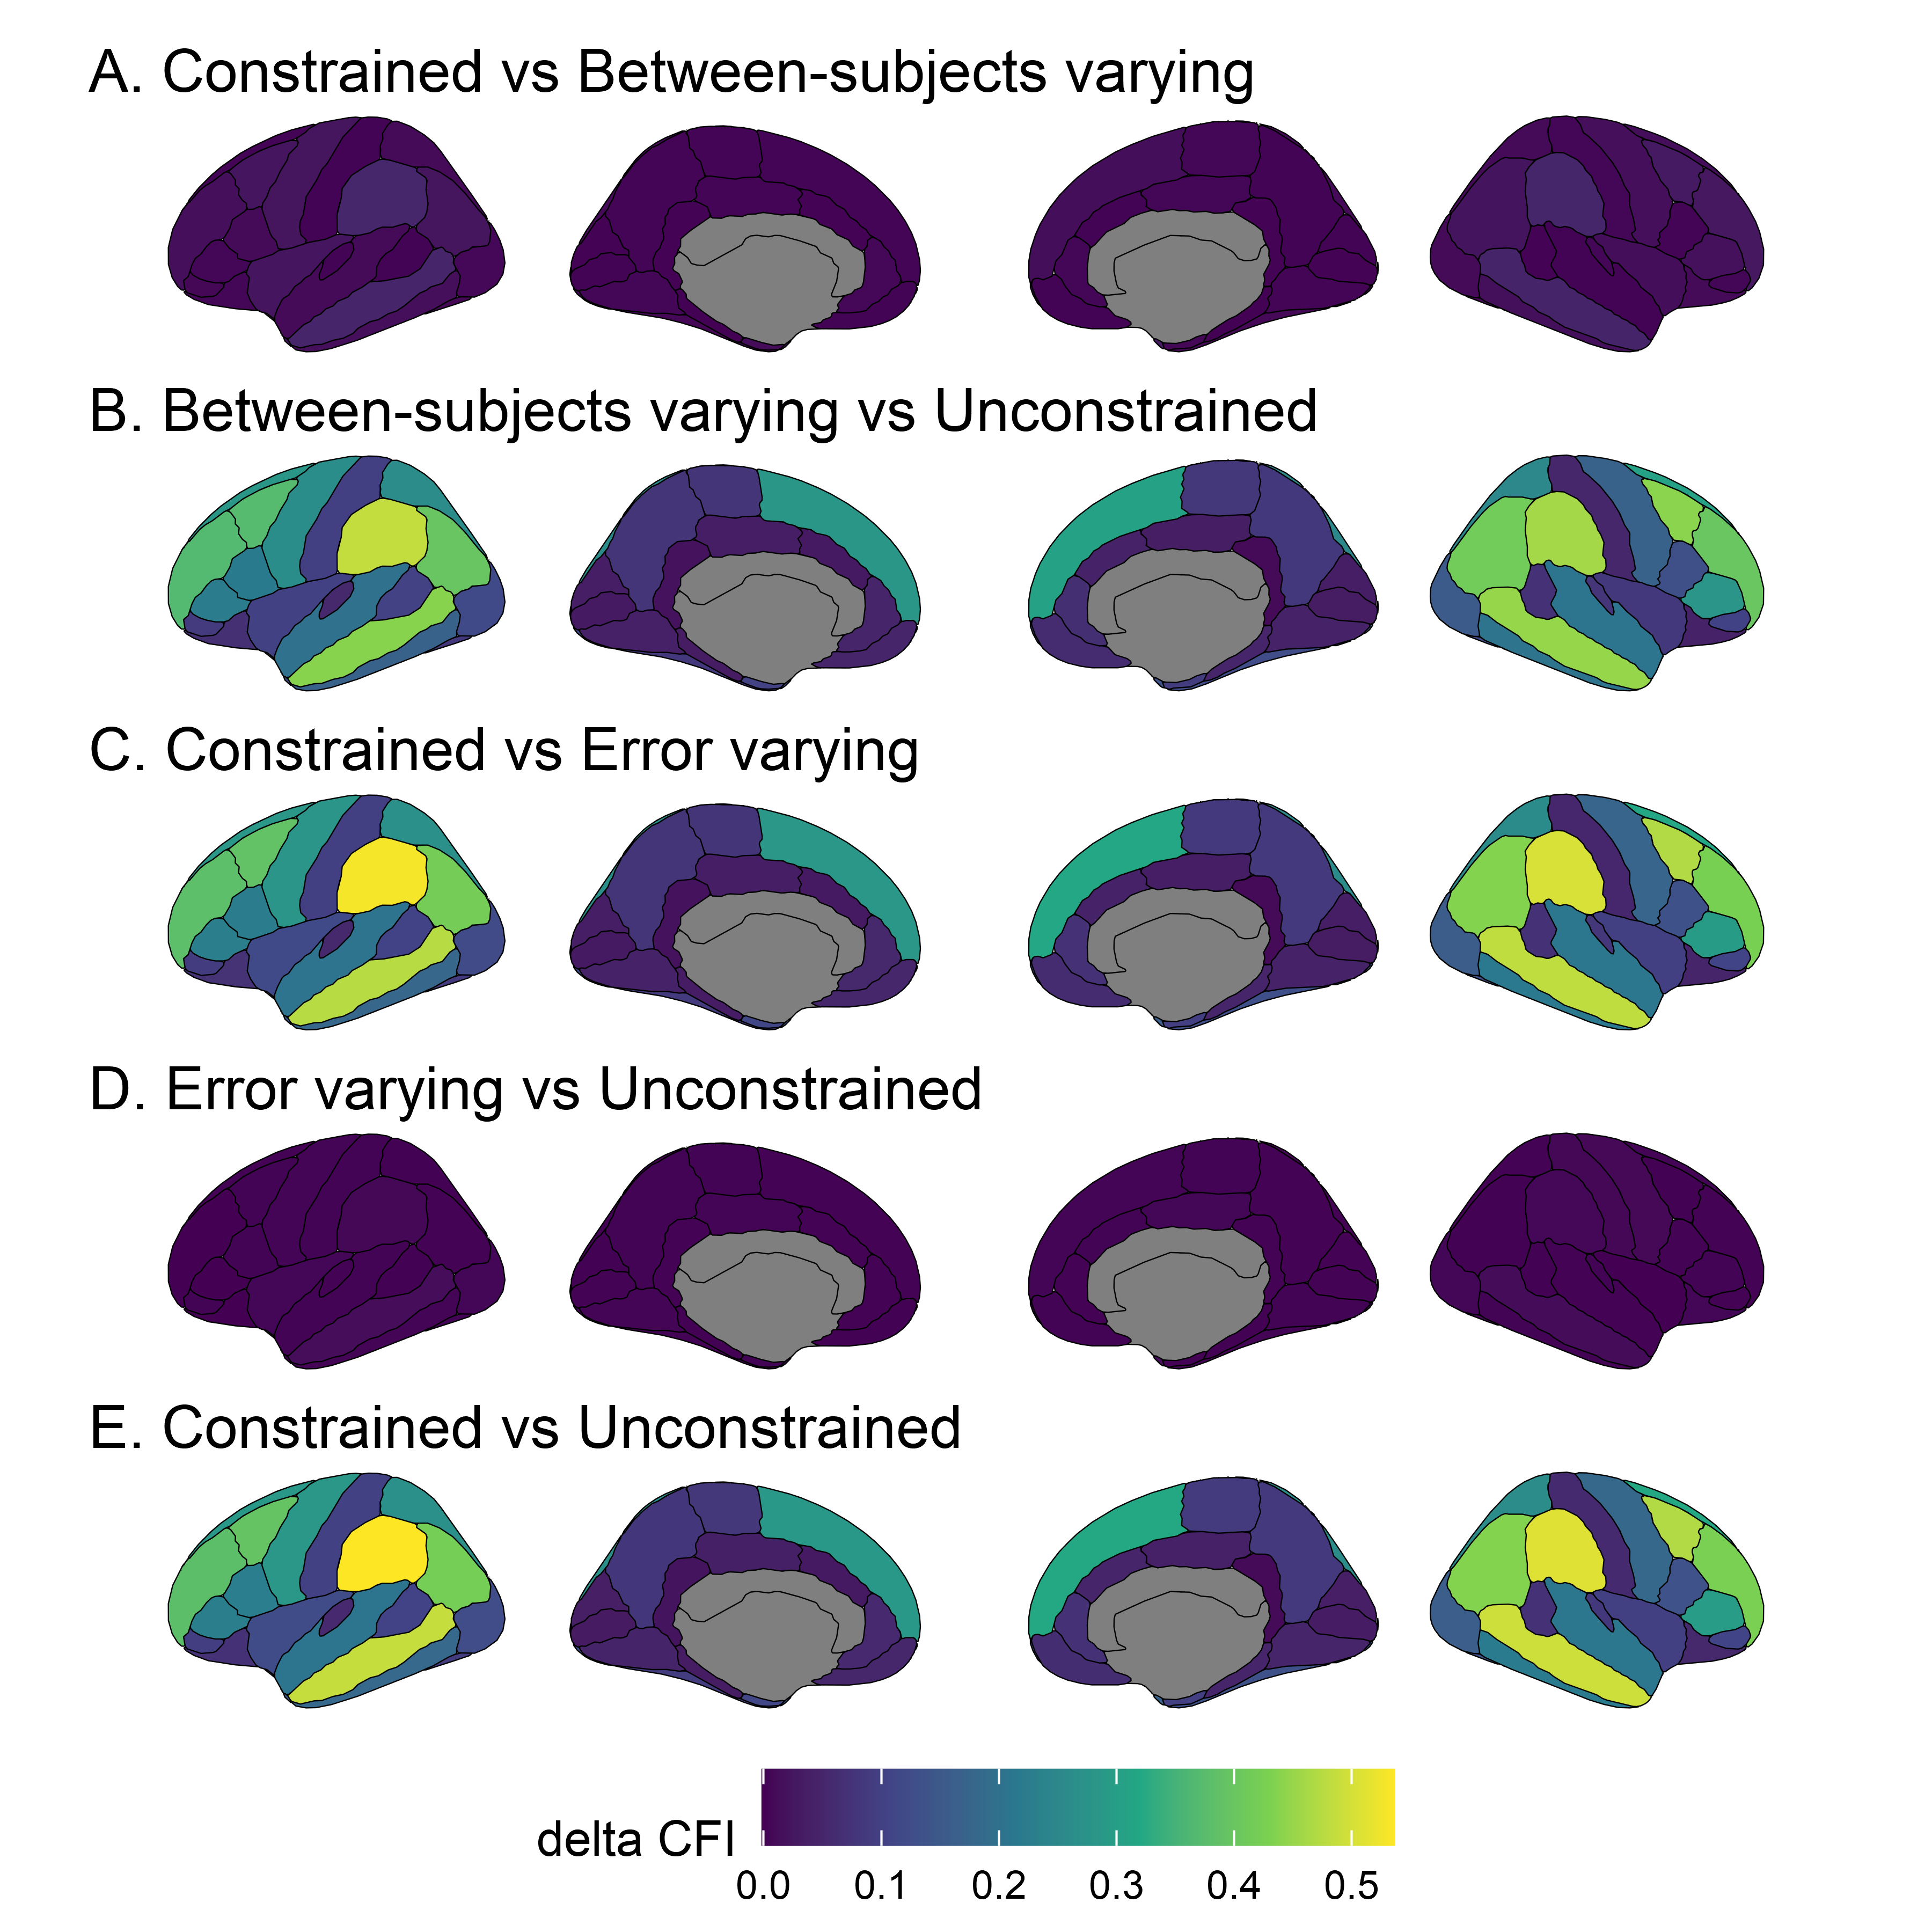 A. Constrained vs Between-subjects varying
B. Between-subjects varying vs Unconstrained
C. Constrained vs Error varying
D. Error varying vs Unconstrained
E. Constrained vs Unconstrained
delta CFI
0.0 0.1 0.2 0.3 0.4 0.5